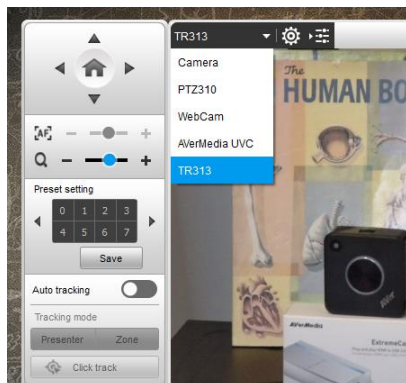 TR313
Camera
PTZ310
WebCam
AVerMedia UVC
TR313
[AF]
Preset setting
0 1 2 3
4 5 6 7
Save
Auto tracking
Tracking mode
Presenter Zone
Click track
The
HUMAN BO
AVer
AVerMedia
ExtremeCa